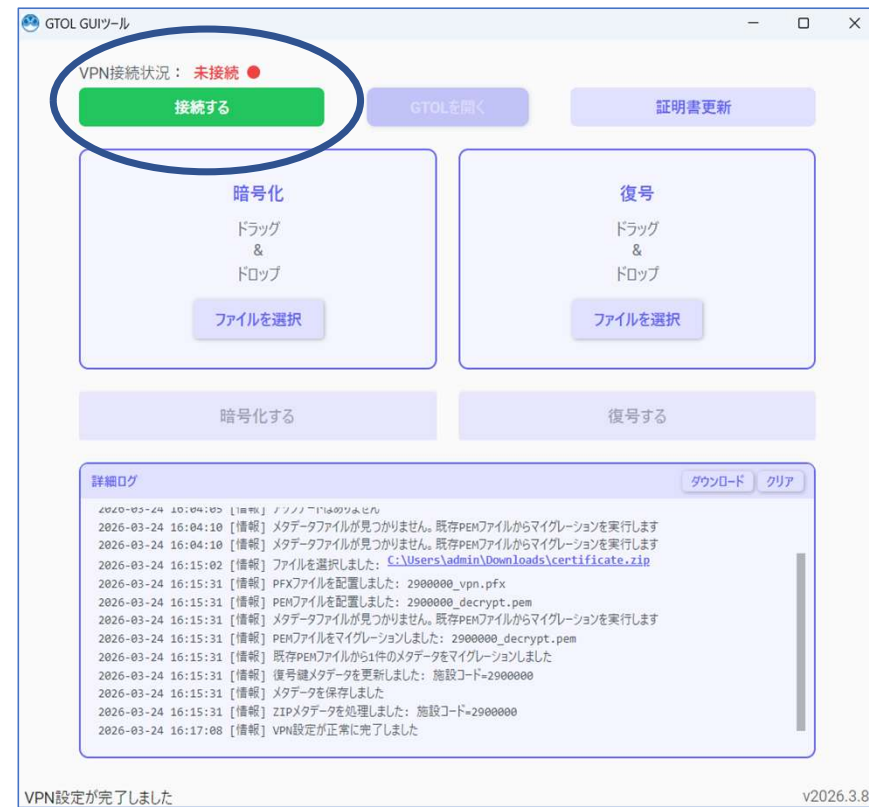 GTOL GUIツール
VPN接続状況： 未接続
接続する
GTOLを開く
証明書更新
暗号化
ドラッグ
&
ドロップ
ファイルを選択
復号
ドラッグ
&
ドロップ
ファイルを選択
暗号化する
復号する
詳細ログ
ダウンロード
クリア
2026-03-24 16:04:05 [情報] アップデートはありません
2026-03-24 16:04:10 [情報] メタデータファイルが見つかりません。既存PEMファイルからマイグレーションを実行します
2026-03-24 16:04:10 [情報] メタデータファイルが見つかりません。既存PEMファイルからマイグレーションを実行します
2026-03-24 16:15:02 [情報] ファイルを選択しました: C:\Users\admin\Downloads\certificate.zip
2026-03-24 16:15:31 [情報] PFXファイルを配置しました: 2900000_vpn.pfx
2026-03-24 16:15:31 [情報] PEMファイルを配置しました: 2900000_decrypt.pem
2026-03-24 16:15:31 [情報] メタデータファイルが見つかりません。既存PEMファイルからマイグレーションを実行します
2026-03-24 16:15:31 [情報] PEMファイルをマイグレーションしました: 2900000_decrypt.pem
2026-03-24 16:15:31 [情報] 既存PEMファイルから1件のメタデータをマイグレーションしました
2026-03-24 16:15:31 [情報] 復号鍵メタデータを更新しました: 施設コード=2900000
2026-03-24 16:15:31 [情報] メタデータを保存しました
2026-03-24 16:15:31 [情報] ZIPメタデータを処理しました: 施設コード=2900000
2026-03-24 16:17:08 [情報] VPN設定が正常に完了しました
VPN設定が完了しました
v2026.3.8